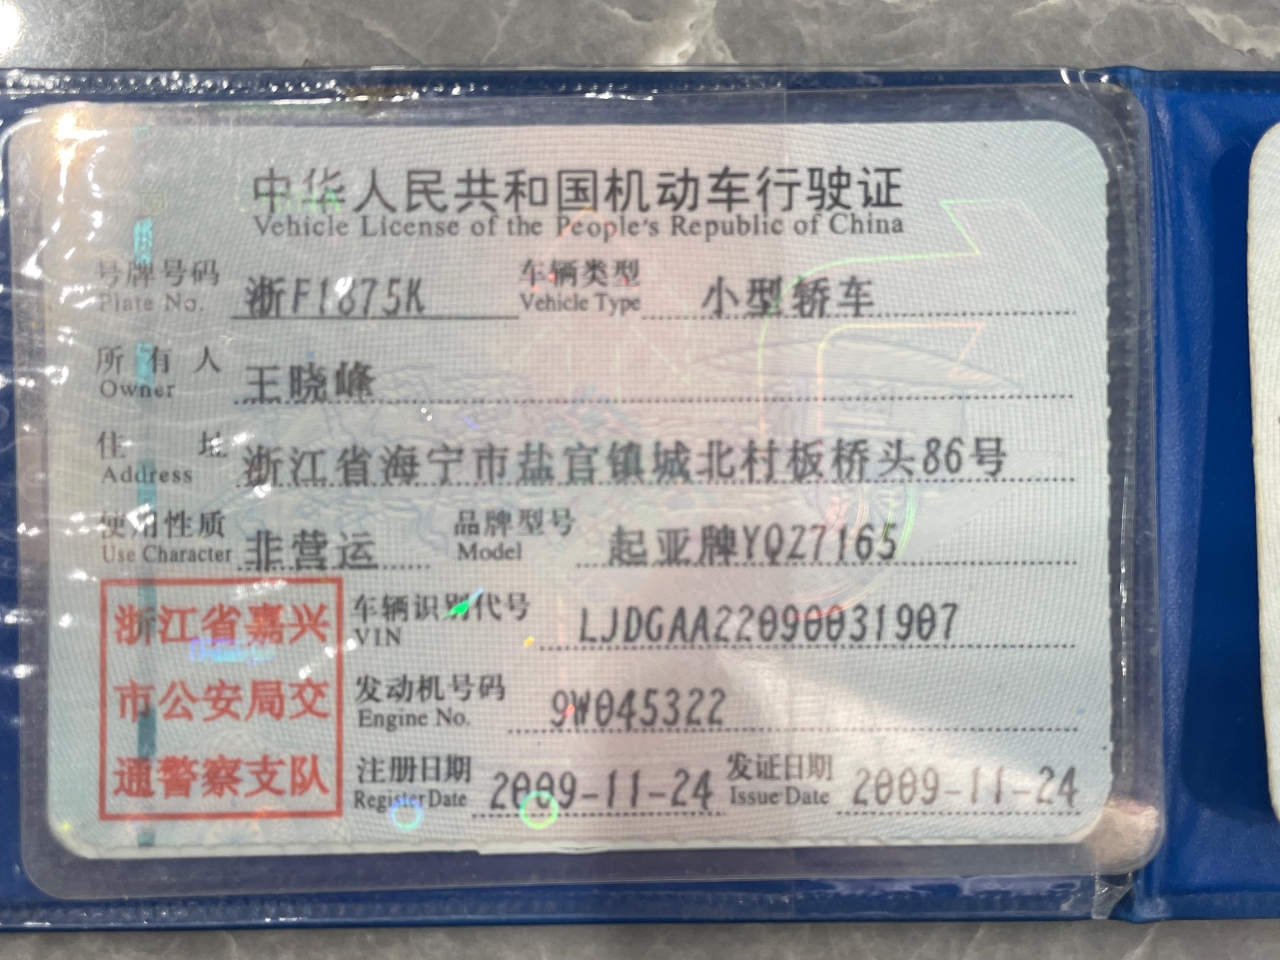 中华人民共和国机动车行驶证
Vehicle License of the People's Republic of China
号牌号码 浙F1875K 车辆类型 小型轿车
Plate No. Vehicle Type
所有人 王晓峰
Owner
住址 浙江省海宁市盐官镇城北村板桥头86号
Address
使用性质 非营运 品牌型号 起亚牌YQZ7165
Use Character Model
浙江省嘉兴
市公安局交
通警察支队
车辆识别代号 LJDGAA22090031907
VIN
发动机号码 9W045322
Engine No.
注册日期 2009-11-24 发证日期 2009-11-24
Register Date Issue Date